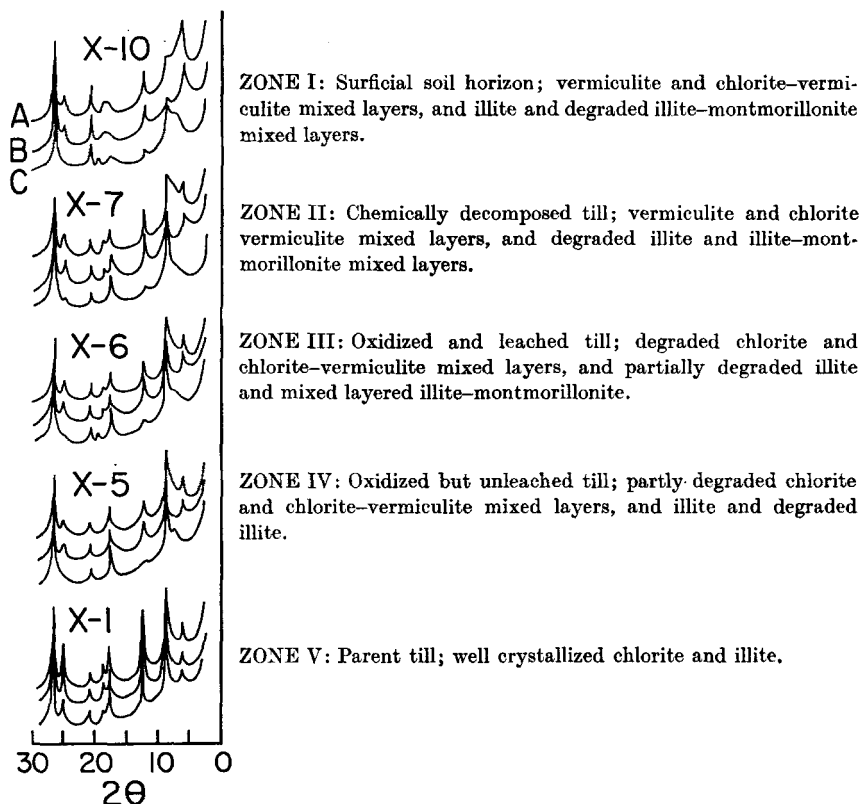 X-10
A
B
C
ZONE I: Surficial soil horizon; vermiculite and chlorite–vermi-
culite mixed layers, and illite and degraded illite–montmorillonite
mixed layers.
X-7
ZONE II: Chemically decomposed till; vermiculite and chlorite
vermiculite mixed layers, and degraded illite and illite–mont-
morillonite mixed layers.
X-6
ZONE III: Oxidized and leached till; degraded chlorite and
chlorite–vermiculite mixed layers, and partially degraded illite
and mixed layered illite–montmorillonite.
X-5
ZONE IV: Oxidized but unleached till; partly degraded chlorite
and chlorite–vermiculite mixed layers, and illite and degraded
illite.
X-1
ZONE V: Parent till; well crystallized chlorite and illite.
30 20 10 0
2θ